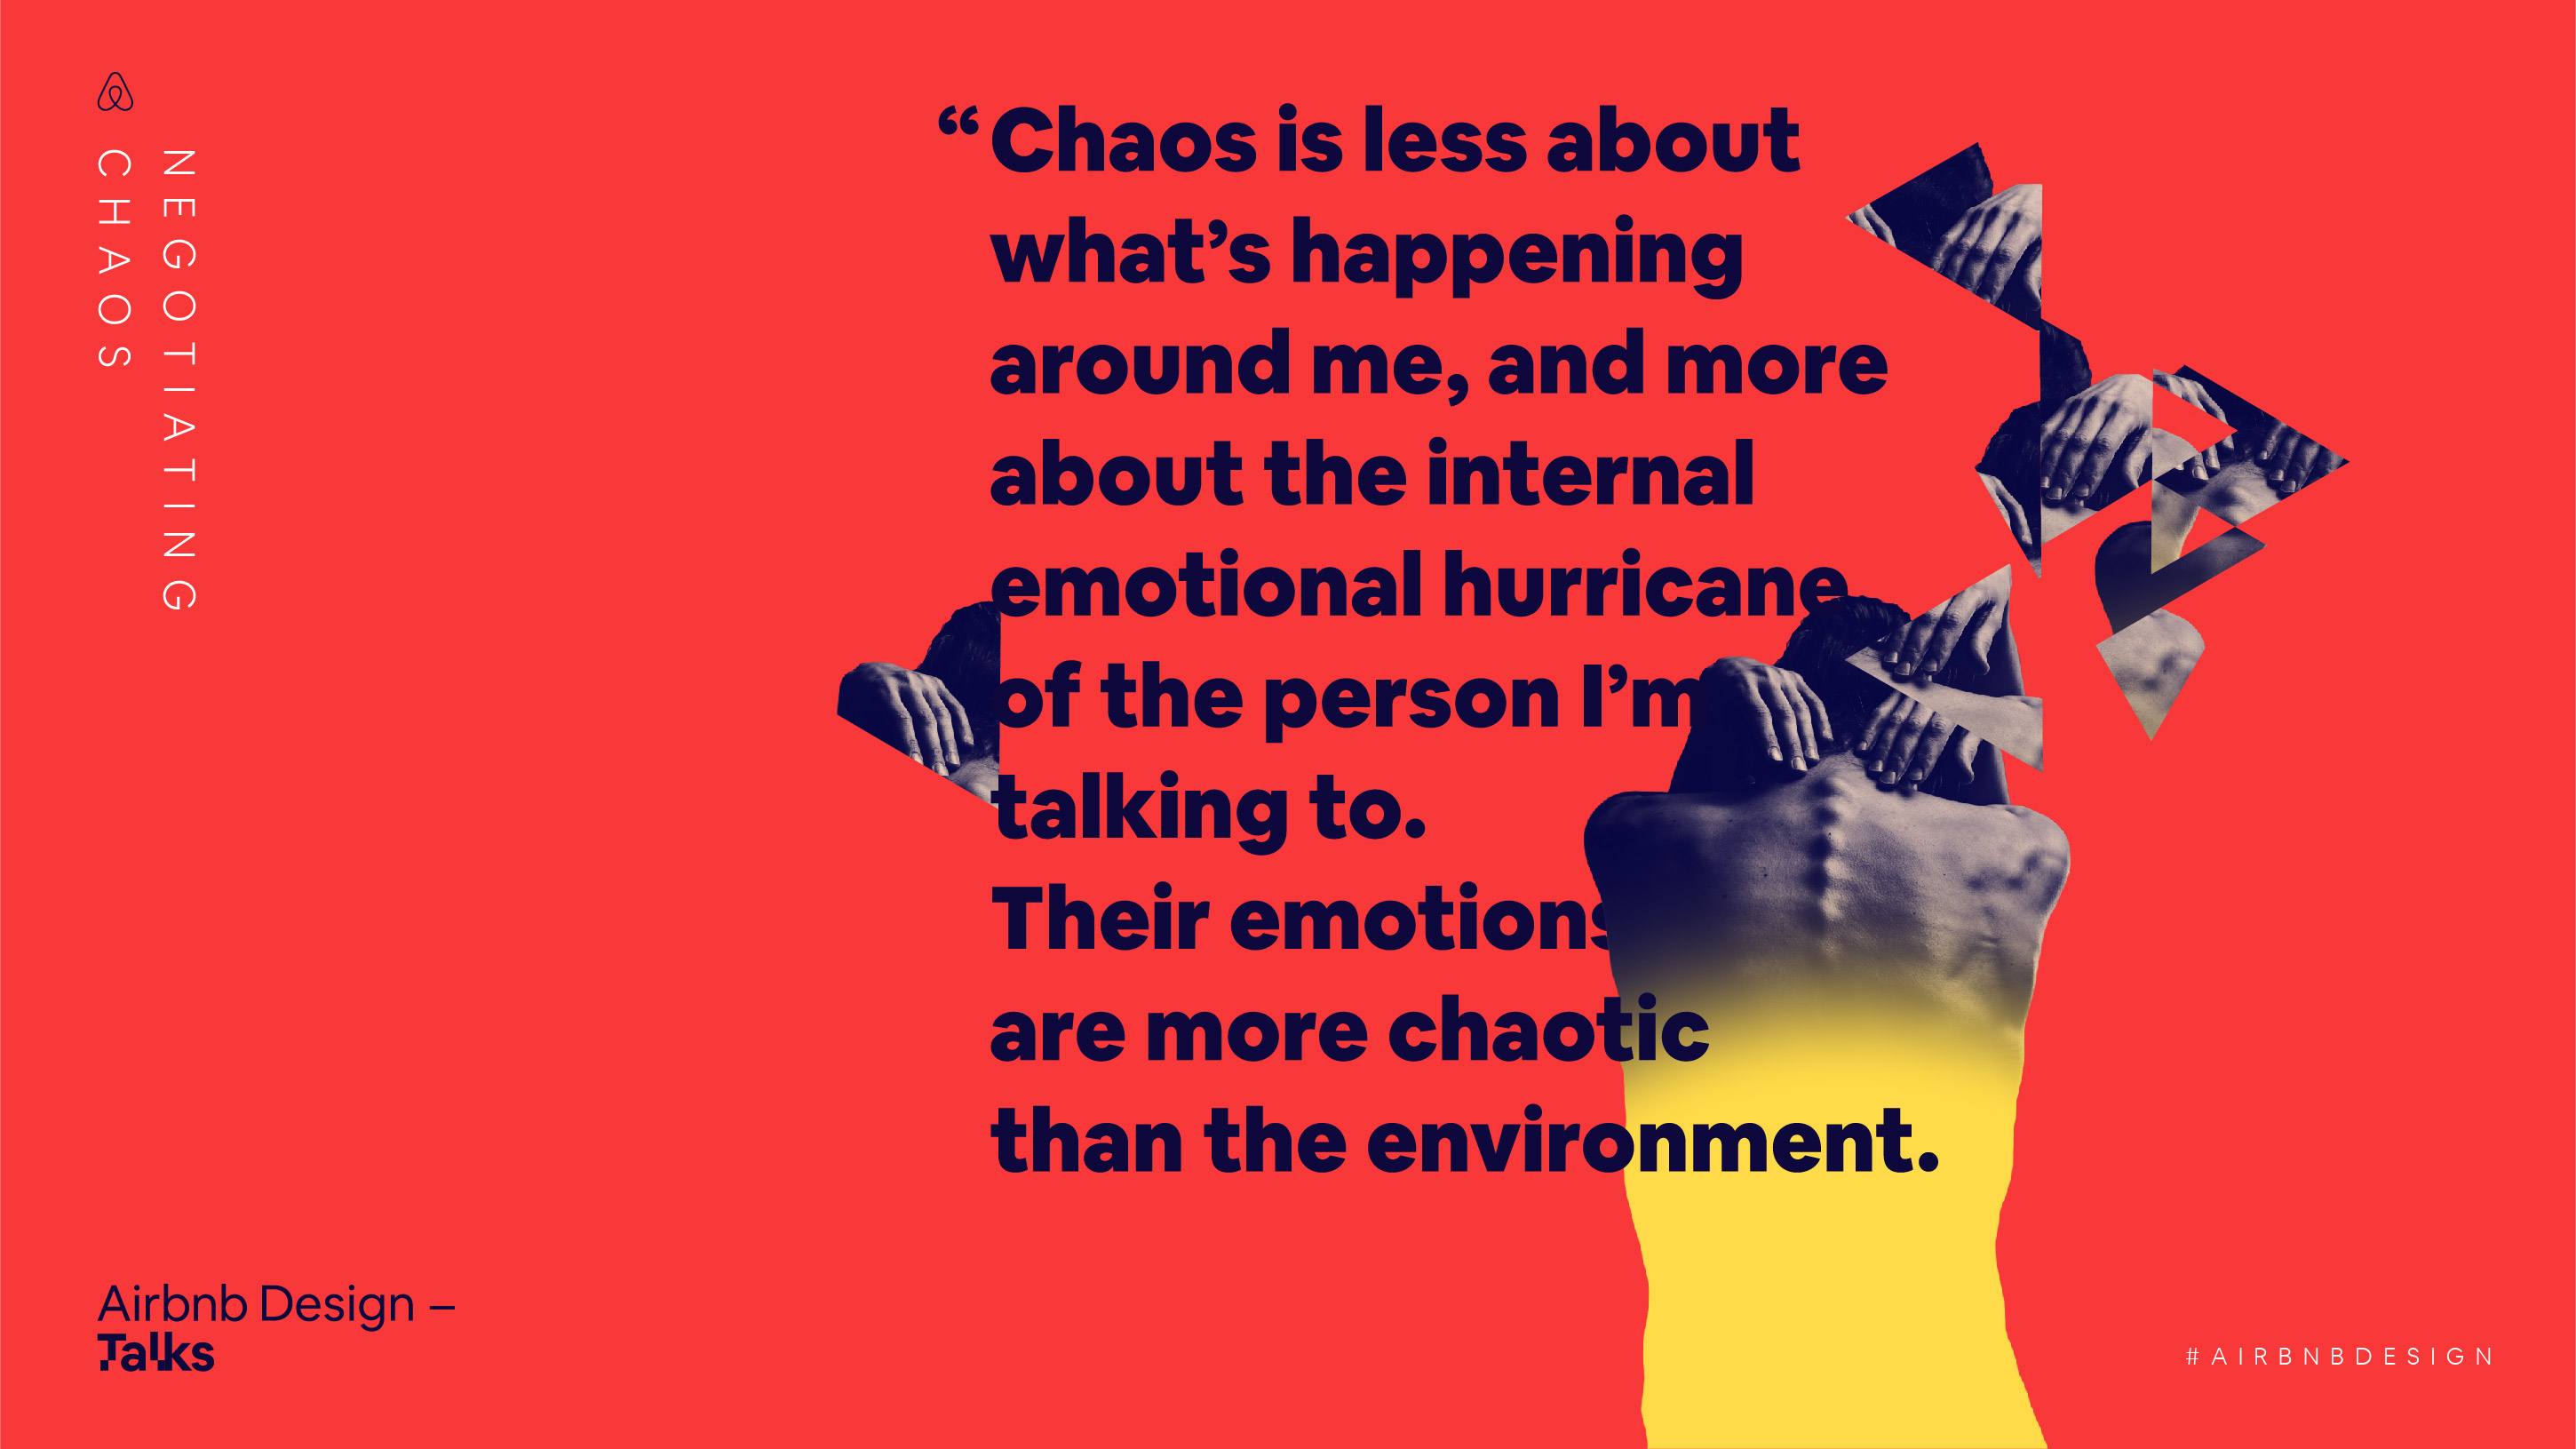 NEGOTIATING
CHAOS
“Chaos is less about
what’s happening
around me, and more
about the internal
emotional hurricane
of the person I’m
talking to.
Their emotions
are more chaotic
than the environment.
Airbnb Design –
Talks
#AIRBNBDESIGN